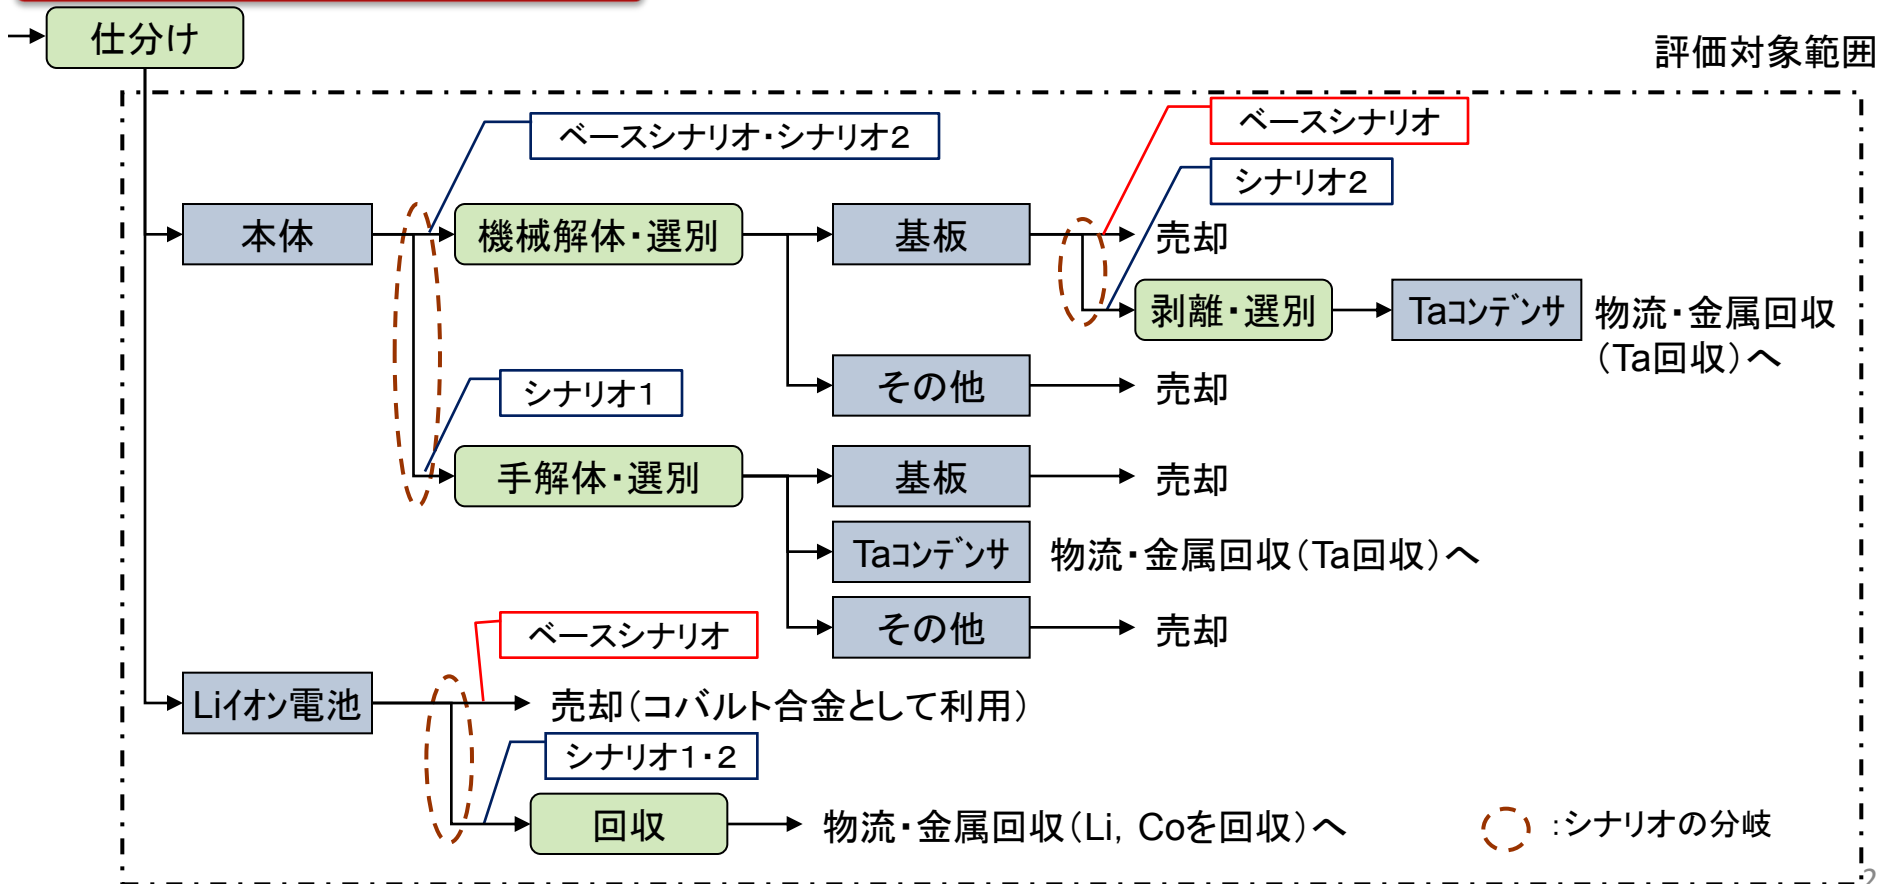 仕分け
評価対象範囲
ベースシナリオ
ベースシナリオ・シナリオ２
シナリオ２
本体
機械解体・選別
基板
売却
剥離・選別
Taｺﾝﾃﾞﾝｻ
物流・金属回収
（Ta回収）へ
その他
売却
シナリオ１
手解体・選別
基板
売却
Taｺﾝﾃﾞﾝｻ
物流・金属回収（Ta回収）へ
その他
売却
ベースシナリオ
Liｲｵﾝ電池
売却（コバルト合金として利用）
シナリオ１・２
回収
物流・金属回収（Li, Coを回収）へ
：シナリオの分岐
2